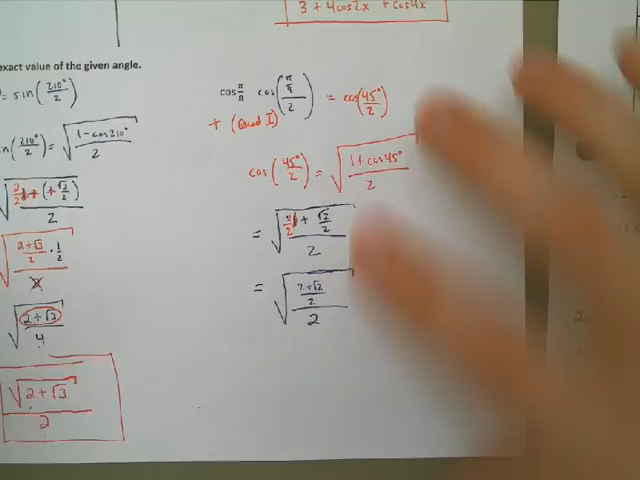 3 + 4cos2x + cos4x
exact value of the given angle.
= sin(210°/2)
n(210°/2) = √((1-cos210°)/2)
√((2/2 + (+√3/2))/2)
√((2+√3)/2 · 1/2)
√((2+√3)/4)
√(2+√3)/2
cos π/8 cos((π/4)/2) = cos(45°/2)
+ (Quad I)
cos(45°/2) = √((1+cos45°)/2)
= √((2/2 + √2/2)/2)
= √(((2+√2)/2)/2)